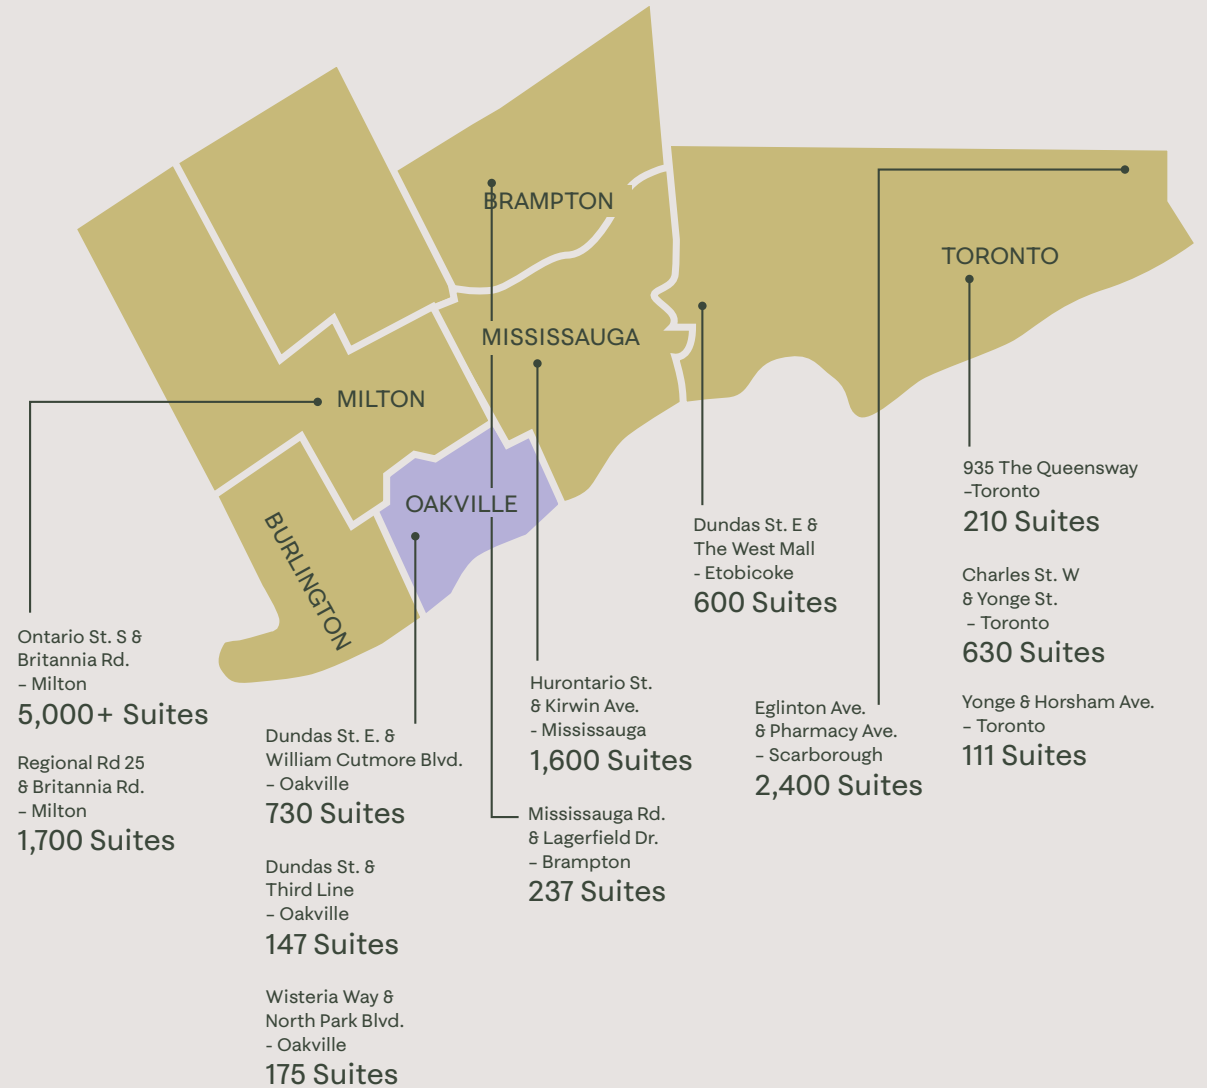 BRAMPTON
TORONTO
MISSISSAUGA
MILTON
OAKVILLE
BURLINGTON
Ontario St. S &
Britannia Rd.
– Milton
5,000+ Suites
Regional Rd 25
& Britannia Rd.
– Milton
1,700 Suites
Dundas St. E. &
William Cutmore Blvd.
– Oakville
730 Suites
Dundas St. &
Third Line
– Oakville
147 Suites
Wisteria Way &
North Park Blvd.
- Oakville
175 Suites
Hurontario St.
& Kirwin Ave.
- Mississauga
1,600 Suites
Mississauga Rd.
& Lagerfield Dr.
– Brampton
237 Suites
Dundas St. E &
The West Mall
- Etobicoke
600 Suites
Eglinton Ave.
& Pharmacy Ave.
– Scarborough
2,400 Suites
935 The Queensway
–Toronto
210 Suites
Charles St. W
& Yonge St.
– Toronto
630 Suites
Yonge & Horsham Ave.
– Toronto
111 Suites